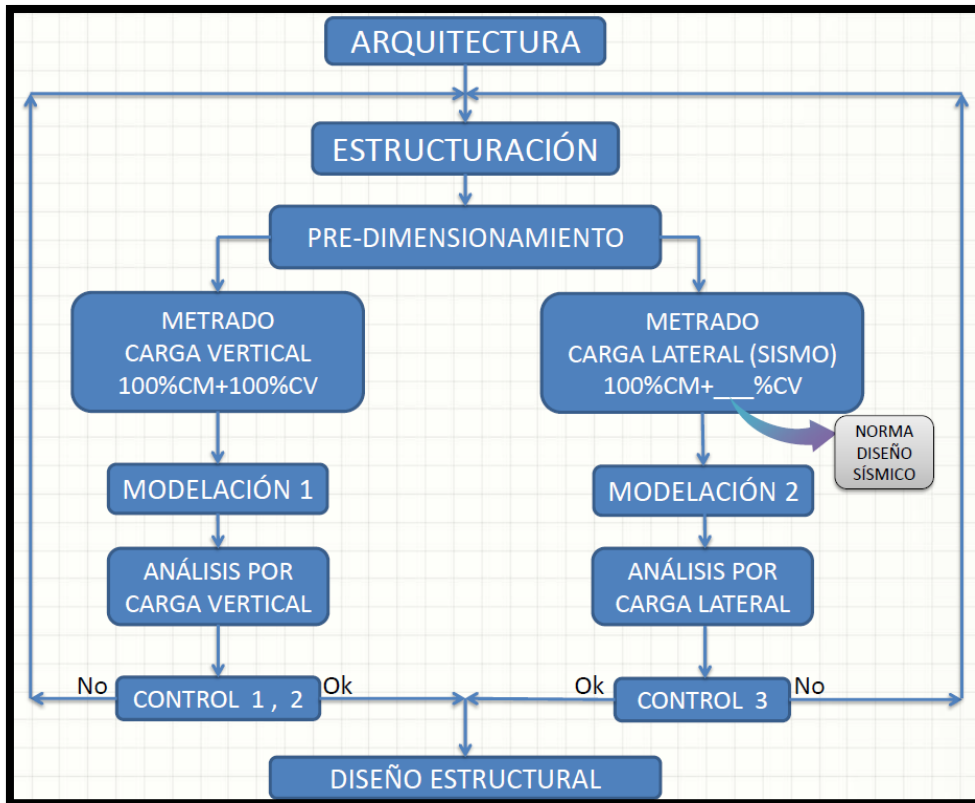 ARQUITECTURA
ESTRUCTURACIÓN
PRE-DIMENSIONAMIENTO
METRADO
CARGA VERTICAL
100%CM+100%CV
METRADO
CARGA LATERAL (SISMO)
100%CM+___%CV
NORMA
DISEÑO
SÍSMICO
MODELACIÓN 1
MODELACIÓN 2
ANÁLISIS POR
CARGA VERTICAL
ANÁLISIS POR
CARGA LATERAL
No
CONTROL 1 , 2
Ok
Ok
CONTROL 3
No
DISEÑO ESTRUCTURAL